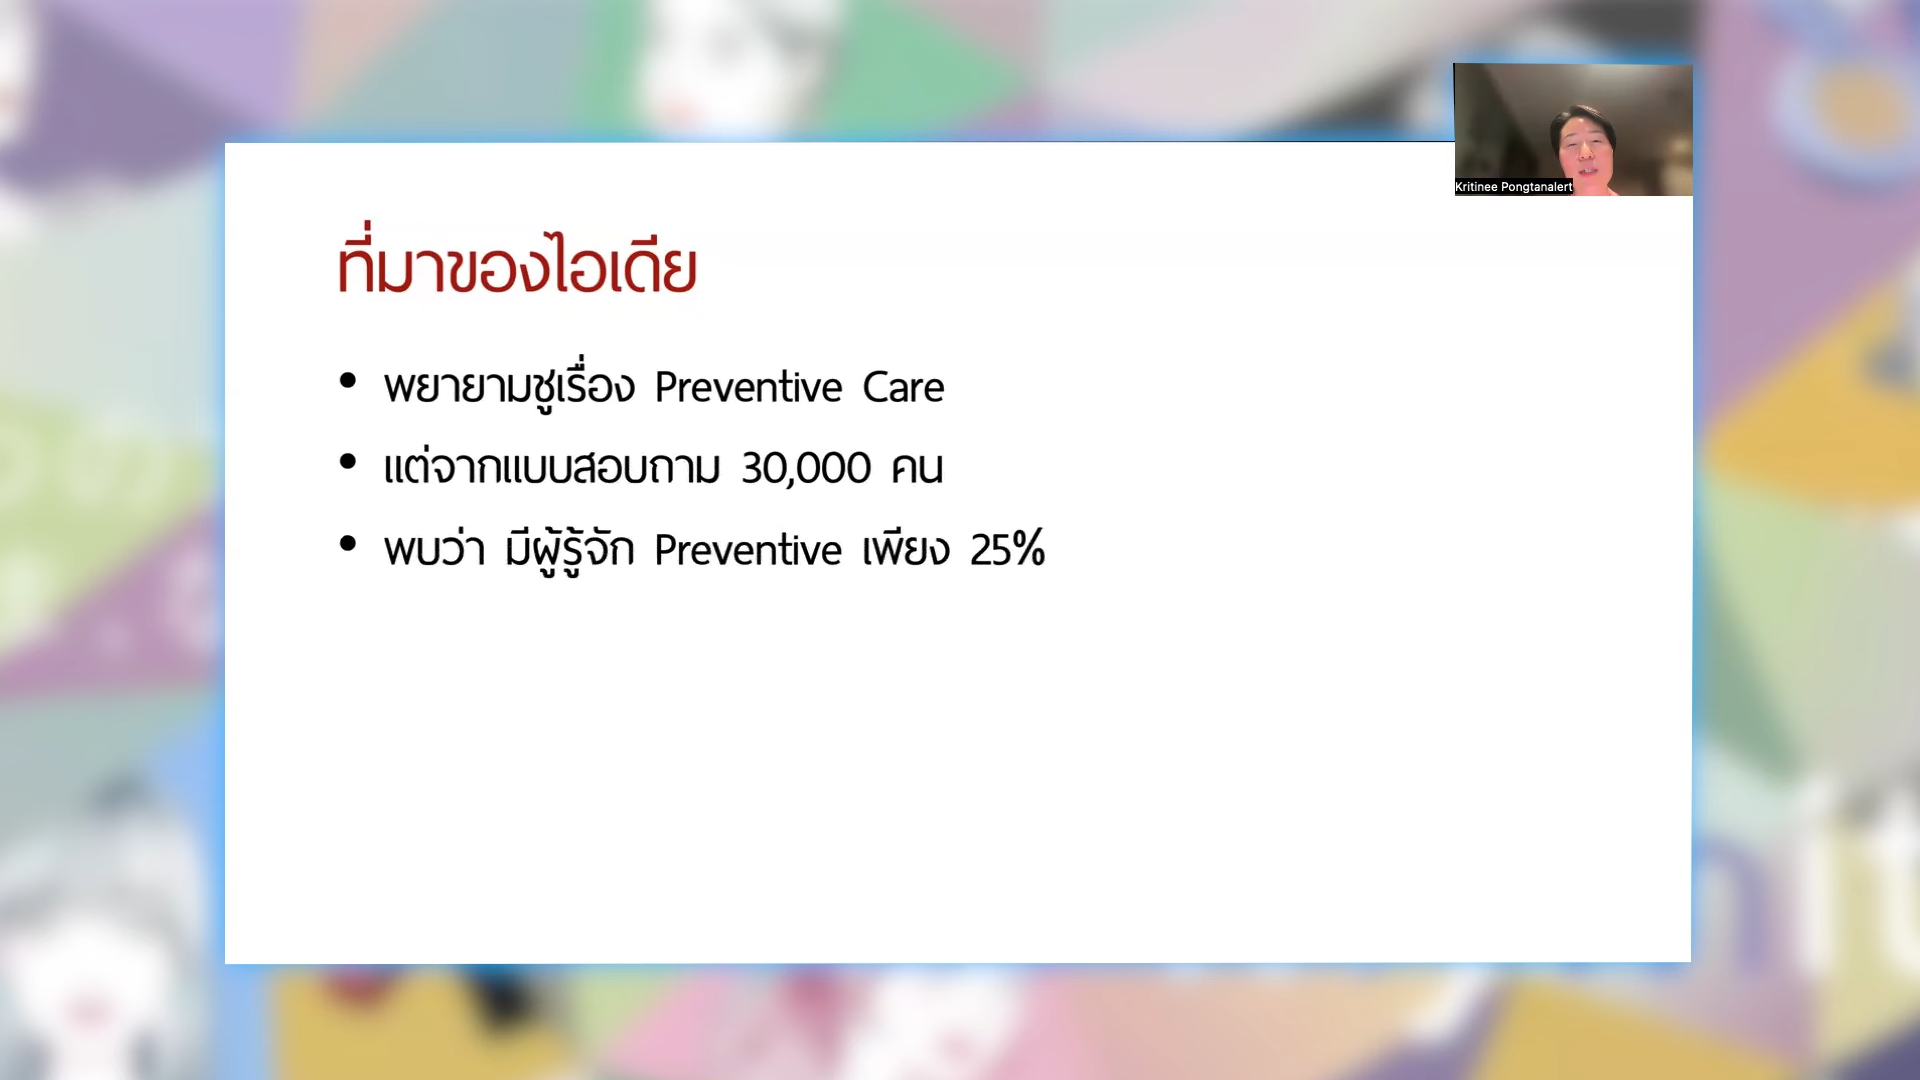 Kritinee Pongtanalert
ที่มาของไอเดีย
• พยายามชูเรื่อง Preventive Care
• แต่จากแบบสอบถาม 30,000 คน
• พบว่า มีผู้รู้จัก Preventive เพียง 25%